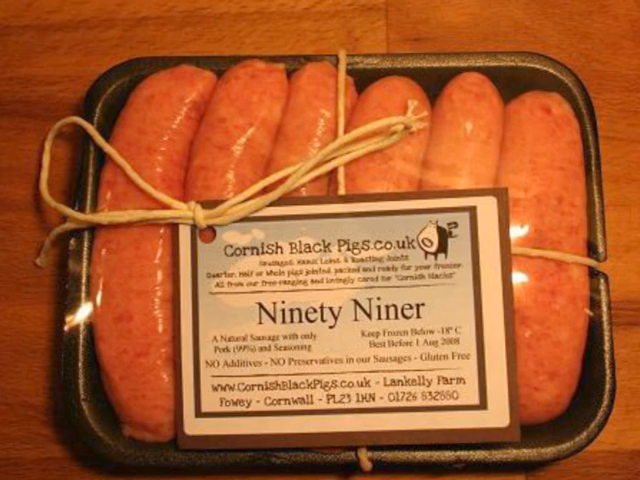 Cornish Black Pigs.co.uk
Sausages, Hams, Loins, & Roasting Joints
Quarter, Half or whole pigs jointed, packed and ready for your freezer.
All from our free-ranging and lovingly cared for "Cornish Blacks"
Ninety Niner
A Natural Sausage with only
Pork (99%) and Seasoning
Keep Frozen Below -18° C
Best Before 1 Aug 2008
NO Additives - NO Preservatives in our Sausages - Gluten Free
www.CornishBlackPigs.co.uk - Lankelly Farm
Fowey - Cornwall - PL23 1HN - 01726 832880